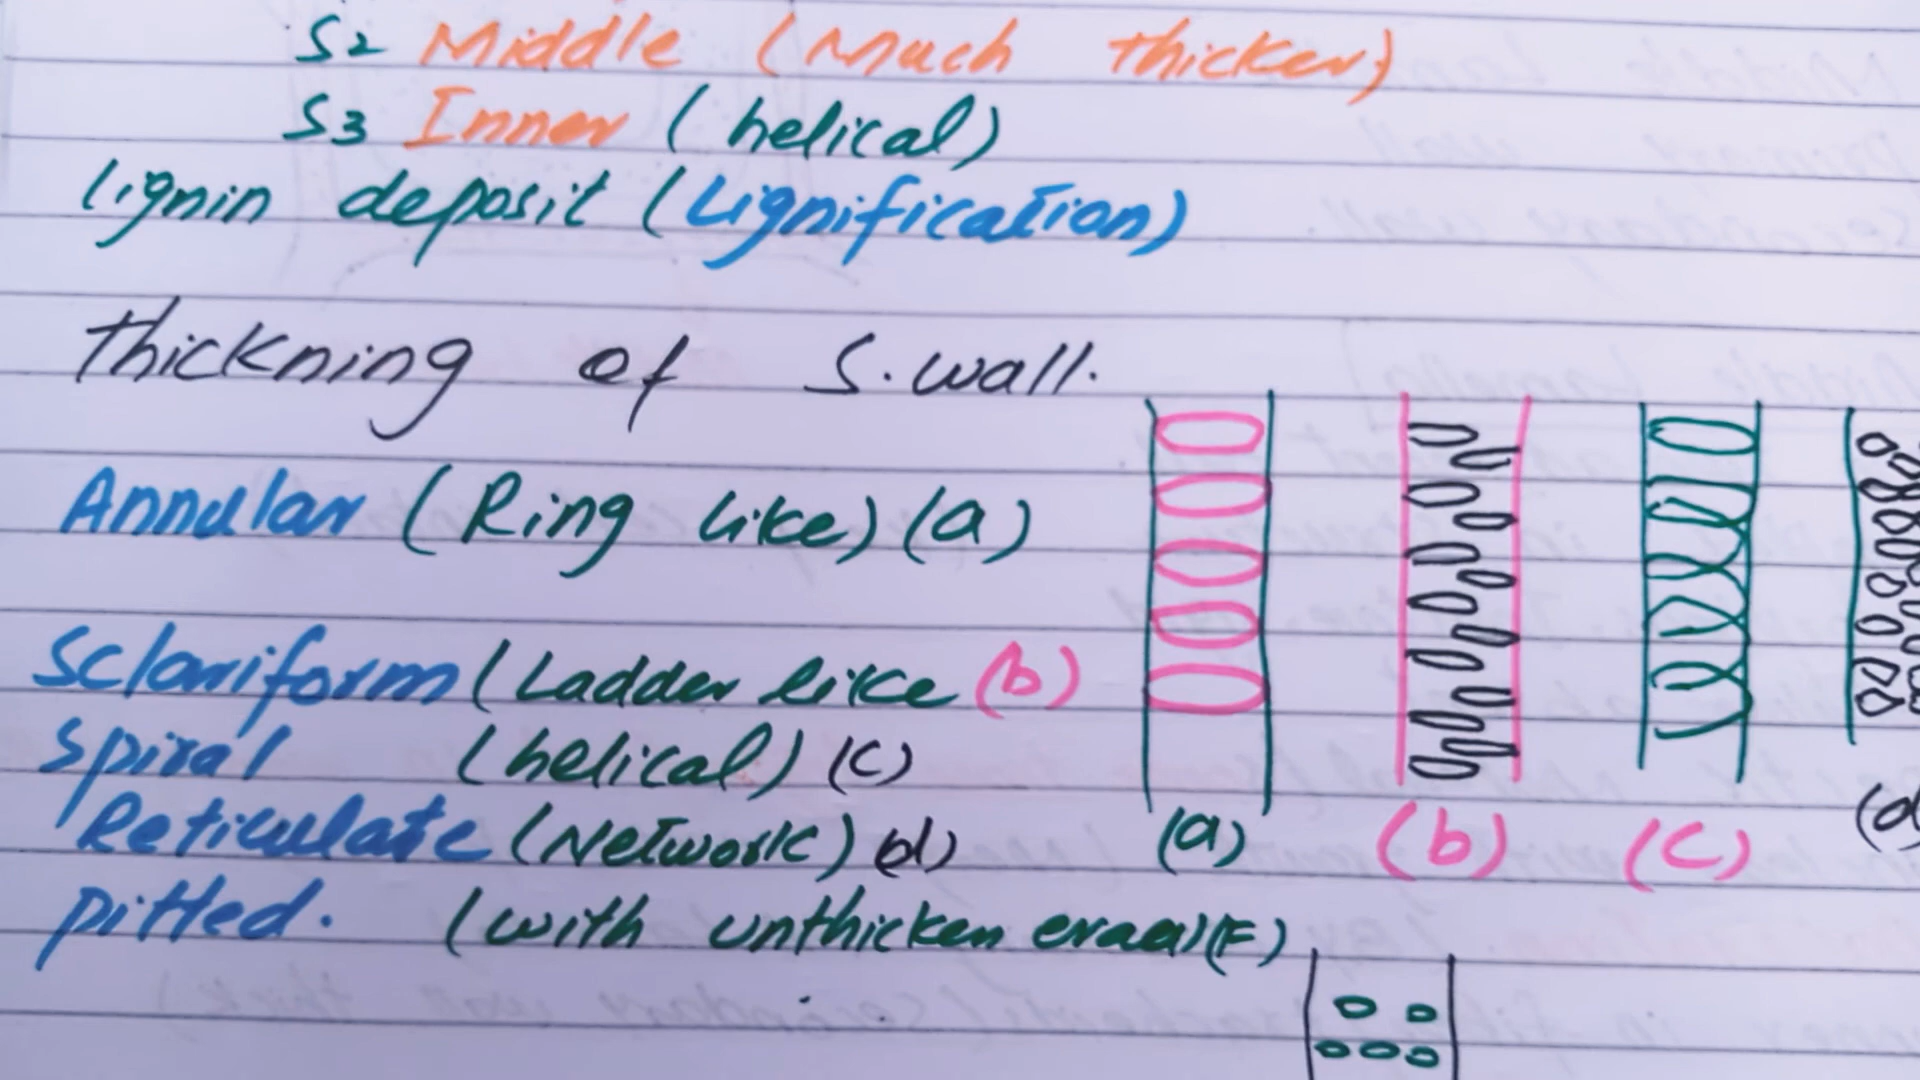 S2 Middle (Much thicker)
S3 Inner (helical)
lignin deposit (Lignification)
Thickning of S.wall.
Annular (Ring like) (a)
Sclariform (Ladder like (b)
Spiral (helical) (C)
Reticulate (Network) (d)
pitted. (with unthicken eraa) (F)
(a) (b) (C) (d